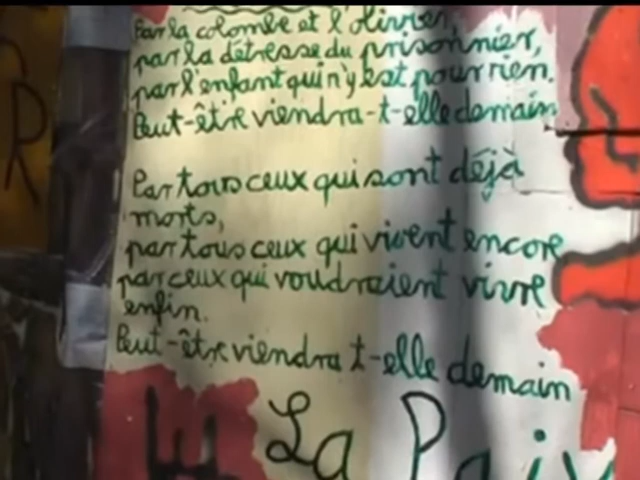 Par la colombe et l'olivier,
par la détresse du prisonnier,
par l'enfant qui n'y est pour rien.
Peut-être viendra-t-elle demain
Par tous ceux qui sont déjà
morts,
par tous ceux qui vivent encore
par ceux qui voudraient vivre
enfin.
Peut-être viendra t-elle demain
La Paix
R